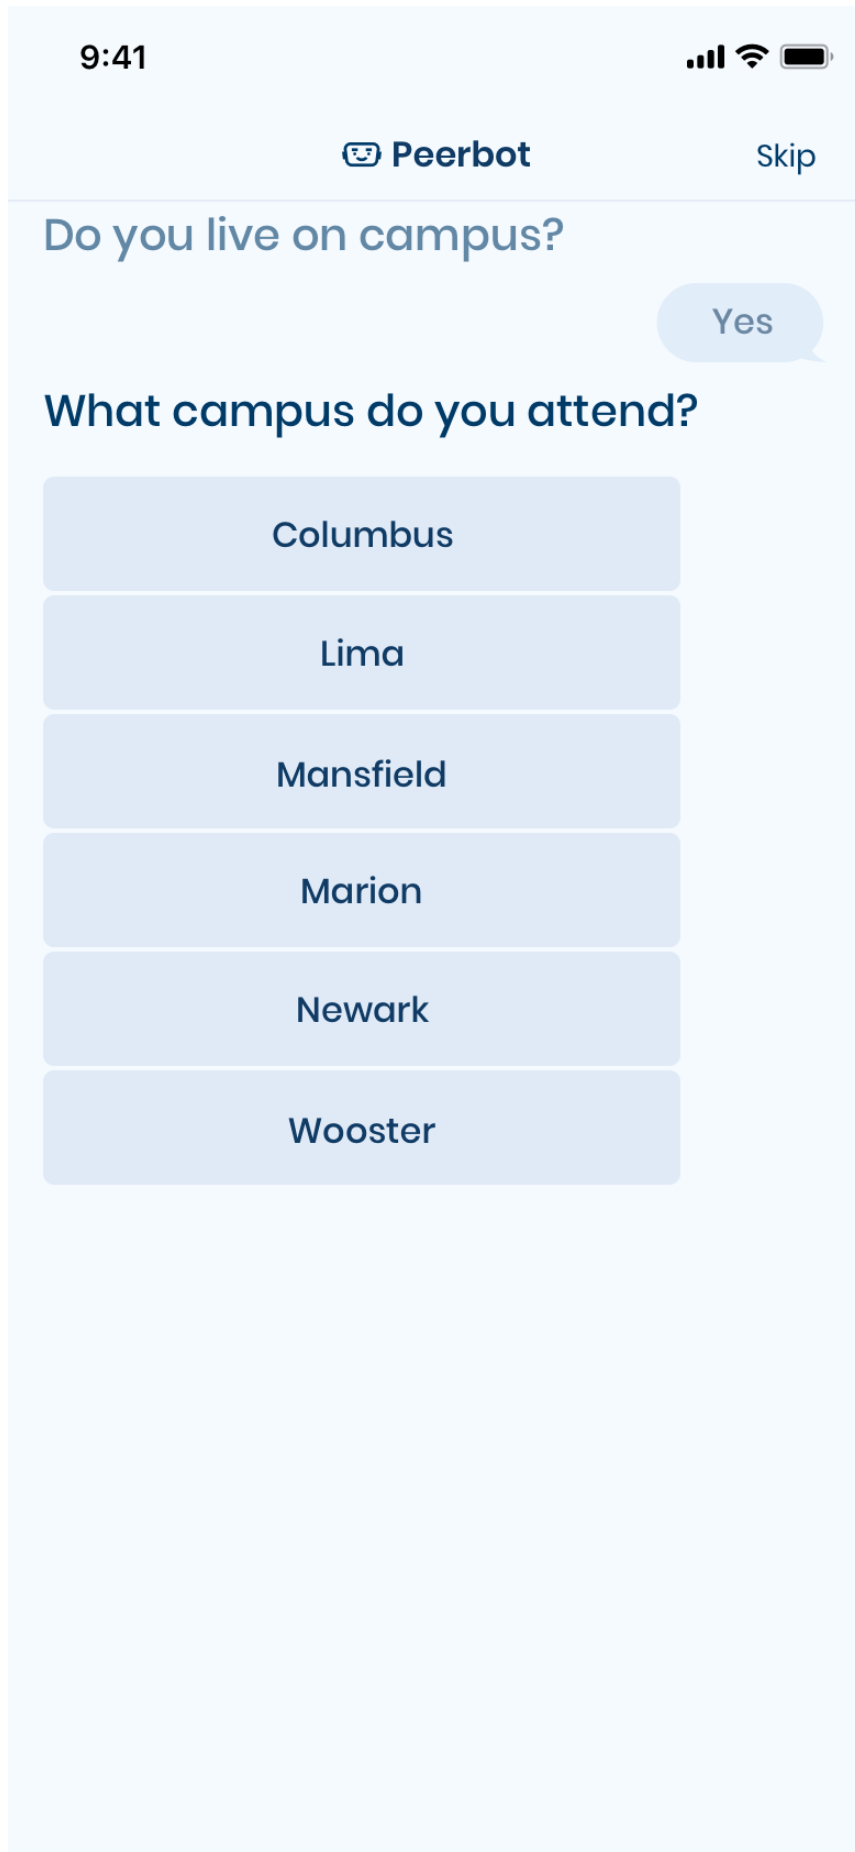 9:41
Peerbot
Skip
Do you live on campus?
Yes
What campus do you attend?
Columbus
Lima
Mansfield
Marion
Newark
Wooster